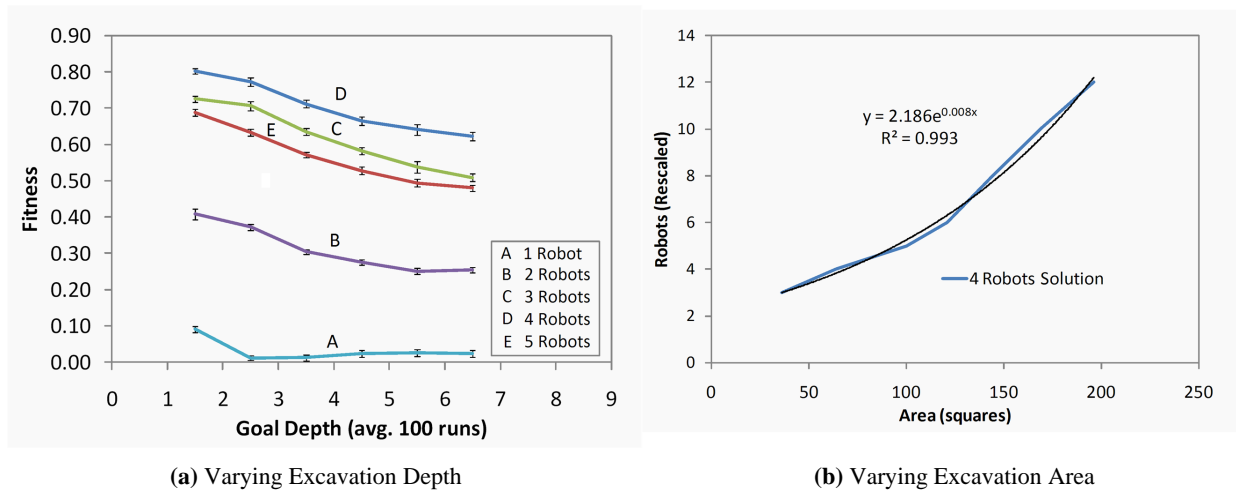 0.90
0.80
0.70
0.60
0.50
0.40
0.30
0.20
0.10
0.00
Fitness
0 1 2 3 4 5 6 7 8 9
Goal Depth (avg. 100 runs)
D
C
E
B
A
A 1 Robot
B 2 Robots
C 3 Robots
D 4 Robots
E 5 Robots
(a) Varying Excavation Depth
14
12
10
8
6
4
2
0
Robots (Rescaled)
0 50 100 150 200 250
Area (squares)
y = 2.186e^0.008x
R² = 0.993
4 Robots Solution
(b) Varying Excavation Area